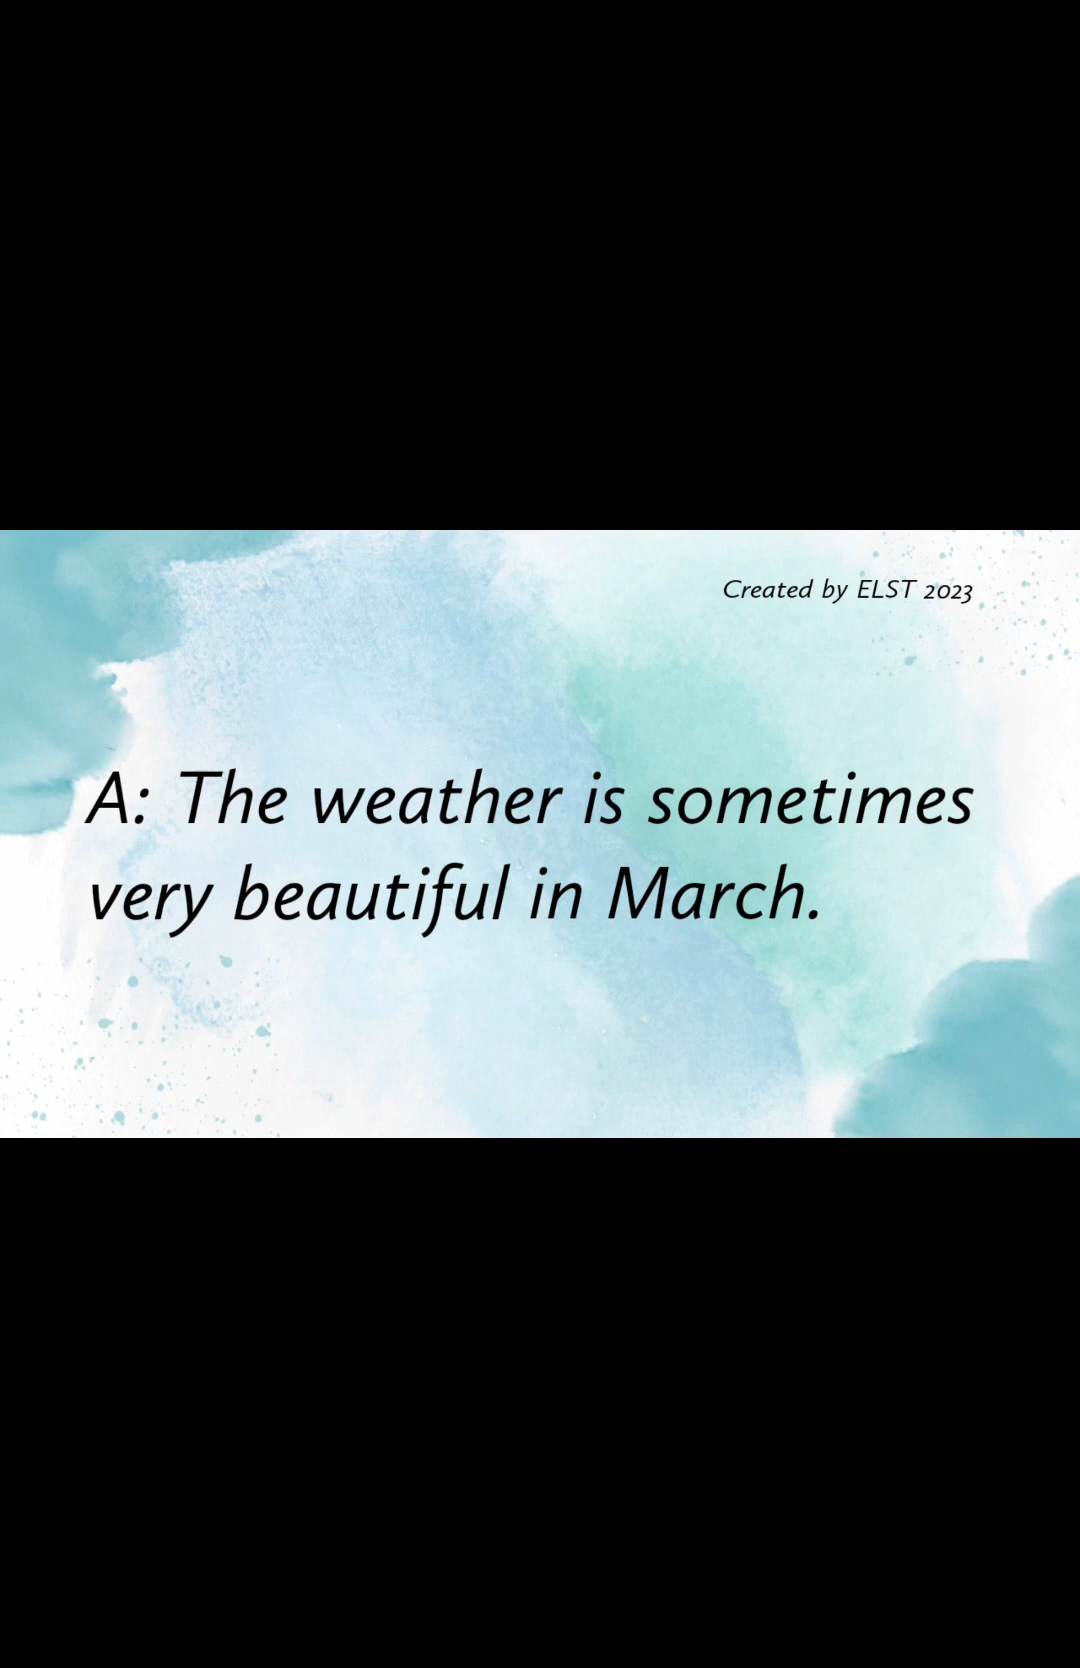 Created by ELST 2023
A: The weather is sometimes
very beautiful in March.